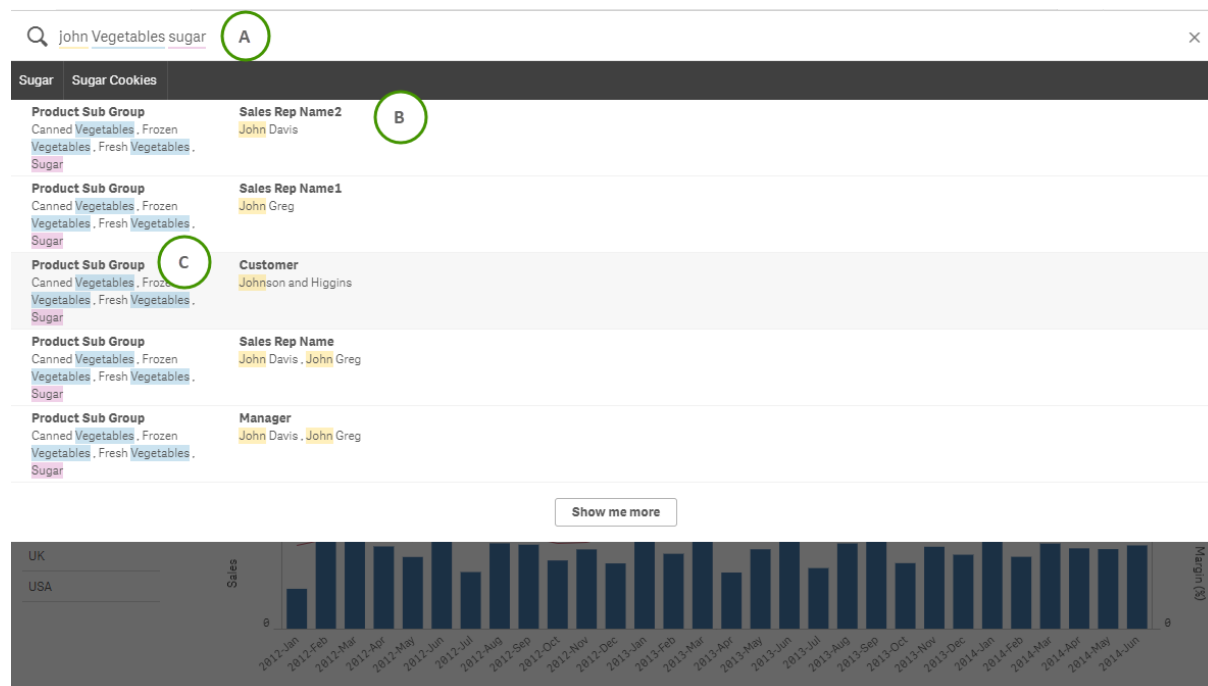 john Vegetables sugar A
Sugar Sugar Cookies
Product Sub Group Sales Rep Name2 B
Canned Vegetables , Frozen John Davis
Vegetables , Fresh Vegetables ,
Sugar
Product Sub Group Sales Rep Name1
Canned Vegetables , Frozen John Greg
Vegetables , Fresh Vegetables ,
Sugar
Product Sub Group C Customer
Canned Vegetables , Froze Johnson and Higgins
Vegetables , Fresh Vegetables ,
Sugar
Product Sub Group Sales Rep Name
Canned Vegetables , Frozen John Davis , John Greg
Vegetables , Fresh Vegetables ,
Sugar
Product Sub Group Manager
Canned Vegetables , Frozen John Davis , John Greg
Vegetables , Fresh Vegetables ,
Sugar
Show me more
UK
USA
Sales
Margin (%)
0 0
2012-Jan 2012-Feb 2012-Mar 2012-Apr 2012-May 2012-Jun 2012-Jul 2012-Aug 2012-Sep 2012-Oct 2012-Nov 2012-Dec 2013-Jan 2013-Feb 2013-Mar 2013-Apr 2013-May 2013-Jun 2013-Jul 2013-Aug 2013-Sep 2013-Oct 2013-Nov 2013-Dec 2014-Jan 2014-Feb 2014-Mar 2014-Apr 2014-May 2014-Jun